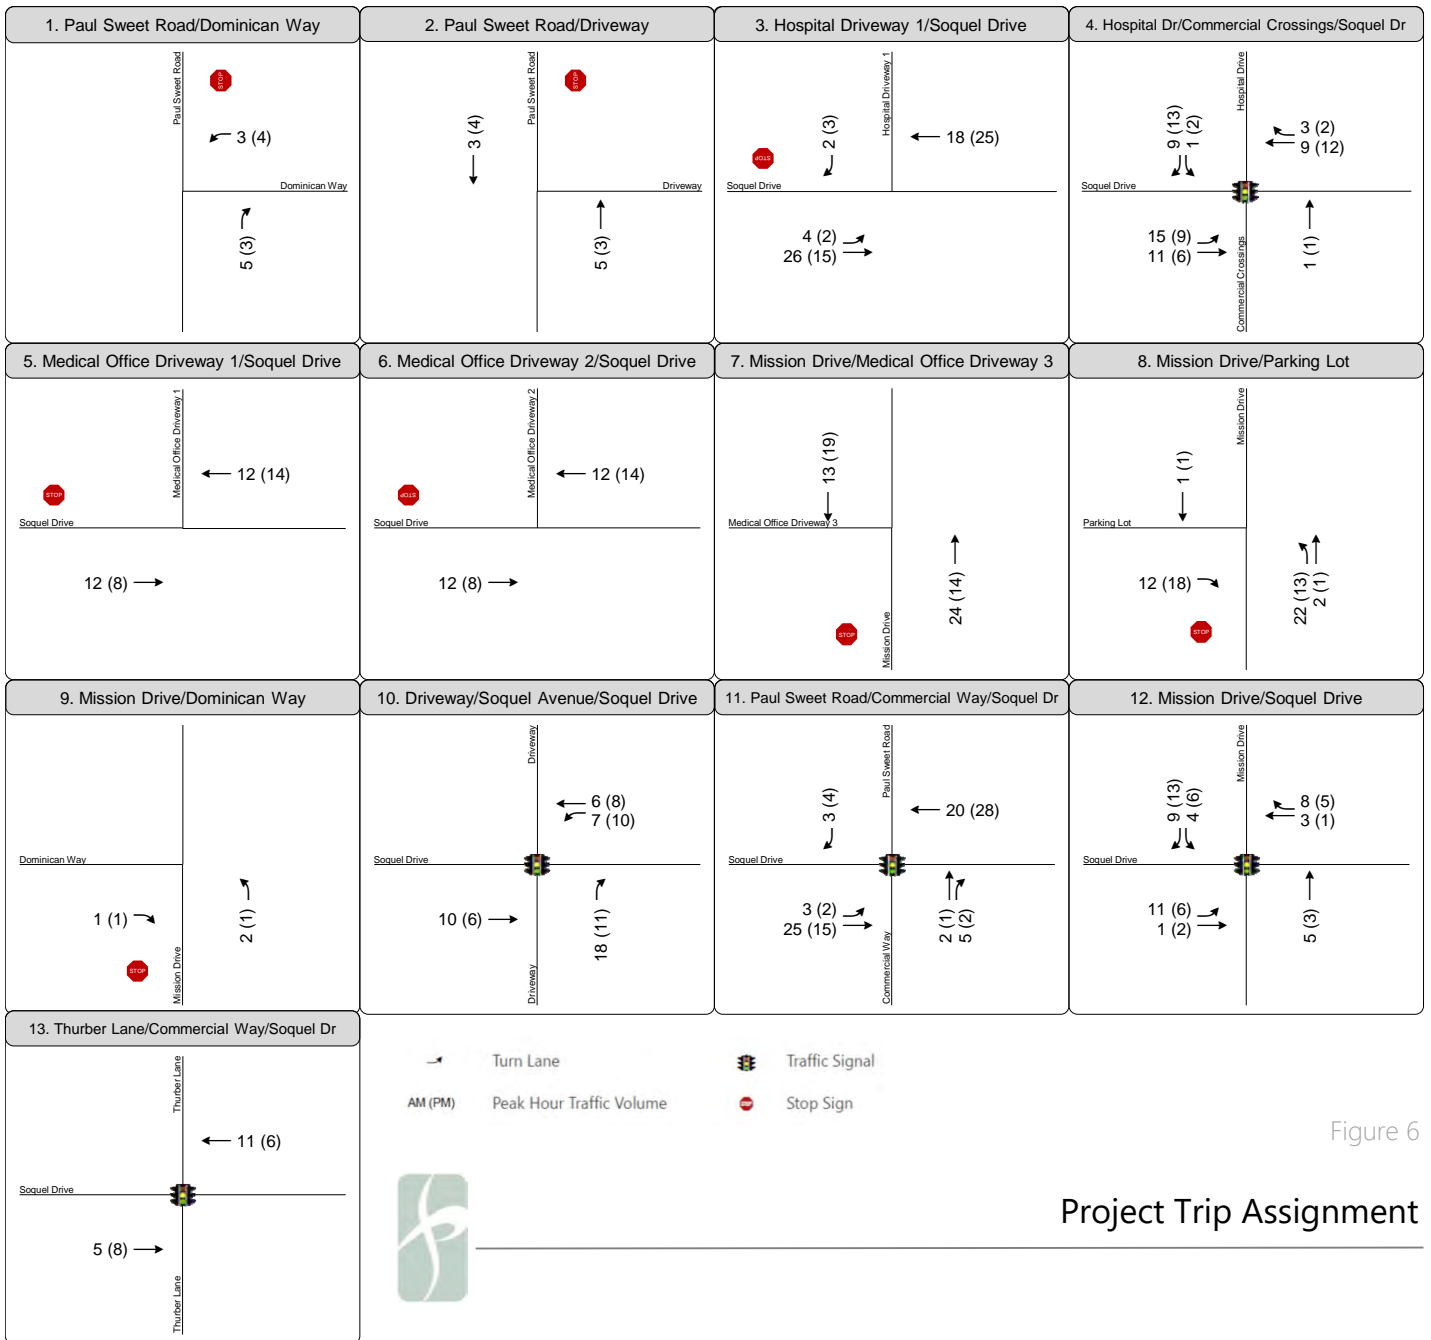 1. Paul Sweet Road/Dominican Way
Paul Sweet Road
STOP
3 (4)
Dominican Way
5 (3)
2. Paul Sweet Road/Driveway
Paul Sweet Road
STOP
3 (4)
Driveway
5 (3)
3. Hospital Driveway 1/Soquel Drive
Hospital Driveway 1
2 (3)
18 (25)
STOP
Soquel Drive
4 (2)
26 (15)
4. Hospital Dr/Commercial Crossings/Soquel Dr
Hospital Drive
9 (13)
1 (2)
3 (2)
9 (12)
Soquel Drive
15 (9)
11 (6)
Commercial Crossings
1 (1)
5. Medical Office Driveway 1/Soquel Drive
Medical Office Driveway 1
12 (14)
STOP
Soquel Drive
12 (8)
6. Medical Office Driveway 2/Soquel Drive
Medical Office Driveway 2
12 (14)
STOP
Soquel Drive
12 (8)
7. Mission Drive/Medical Office Driveway 3
13 (19)
Medical Office Driveway 3
24 (14)
STOP
Mission Drive
8. Mission Drive/Parking Lot
Mission Drive
1 (1)
Parking Lot
12 (18)
22 (13)
2 (1)
STOP
9. Mission Drive/Dominican Way
Dominican Way
1 (1)
2 (1)
STOP
Mission Drive
10. Driveway/Soquel Avenue/Soquel Drive
Driveway
6 (8)
7 (10)
Soquel Drive
10 (6)
18 (11)
Driveway
11. Paul Sweet Road/Commercial Way/Soquel Dr
Paul Sweet Road
3 (4)
20 (28)
Soquel Drive
3 (2)
25 (15)
Commercial Way
2 (1)
5 (2)
12. Mission Drive/Soquel Drive
Mission Drive
9 (13)
4 (6)
8 (5)
3 (1)
Soquel Drive
11 (6)
1 (2)
5 (3)
13. Thurber Lane/Commercial Way/Soquel Dr
Thurber Lane
11 (6)
Soquel Drive
5 (8)
Thurber Lane
Turn Lane
Traffic Signal
AM (PM)
Peak Hour Traffic Volume
STOP
Stop Sign
Figure 6
Project Trip Assignment